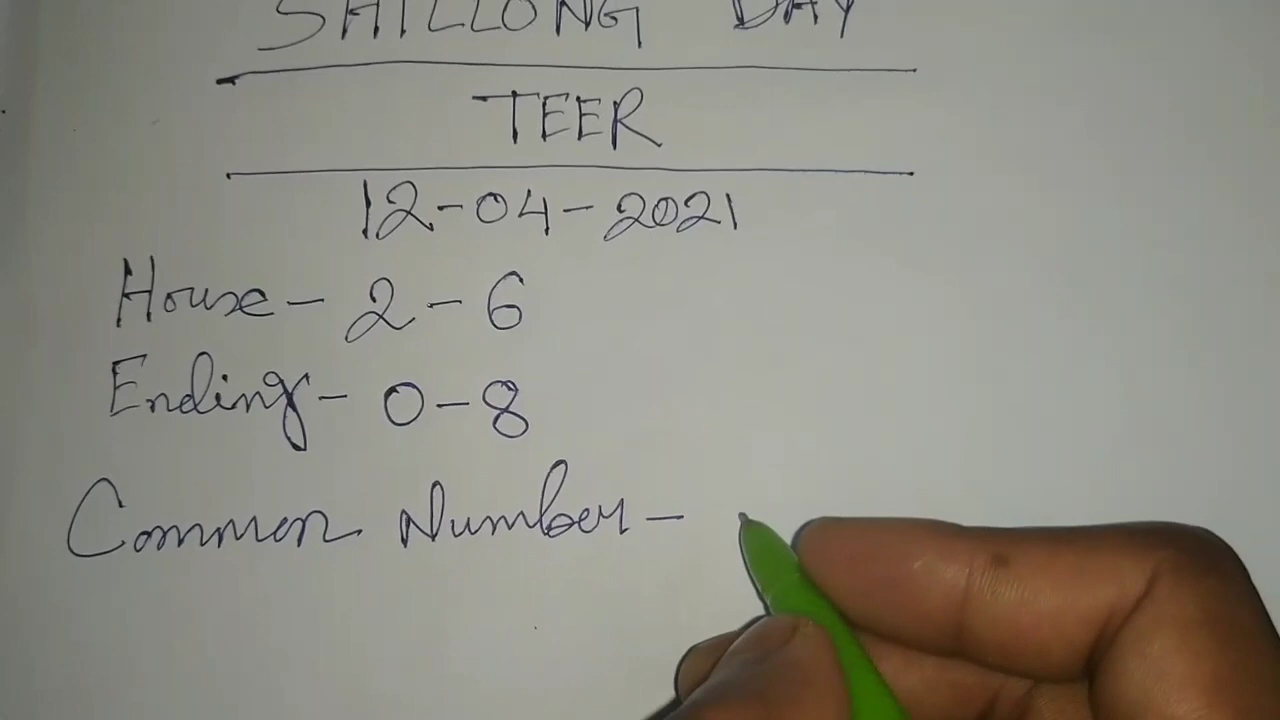 SHILLONG DAY
TEER
12-04-2021
House - 2 - 6
Ending - 0 - 8
Common Number -